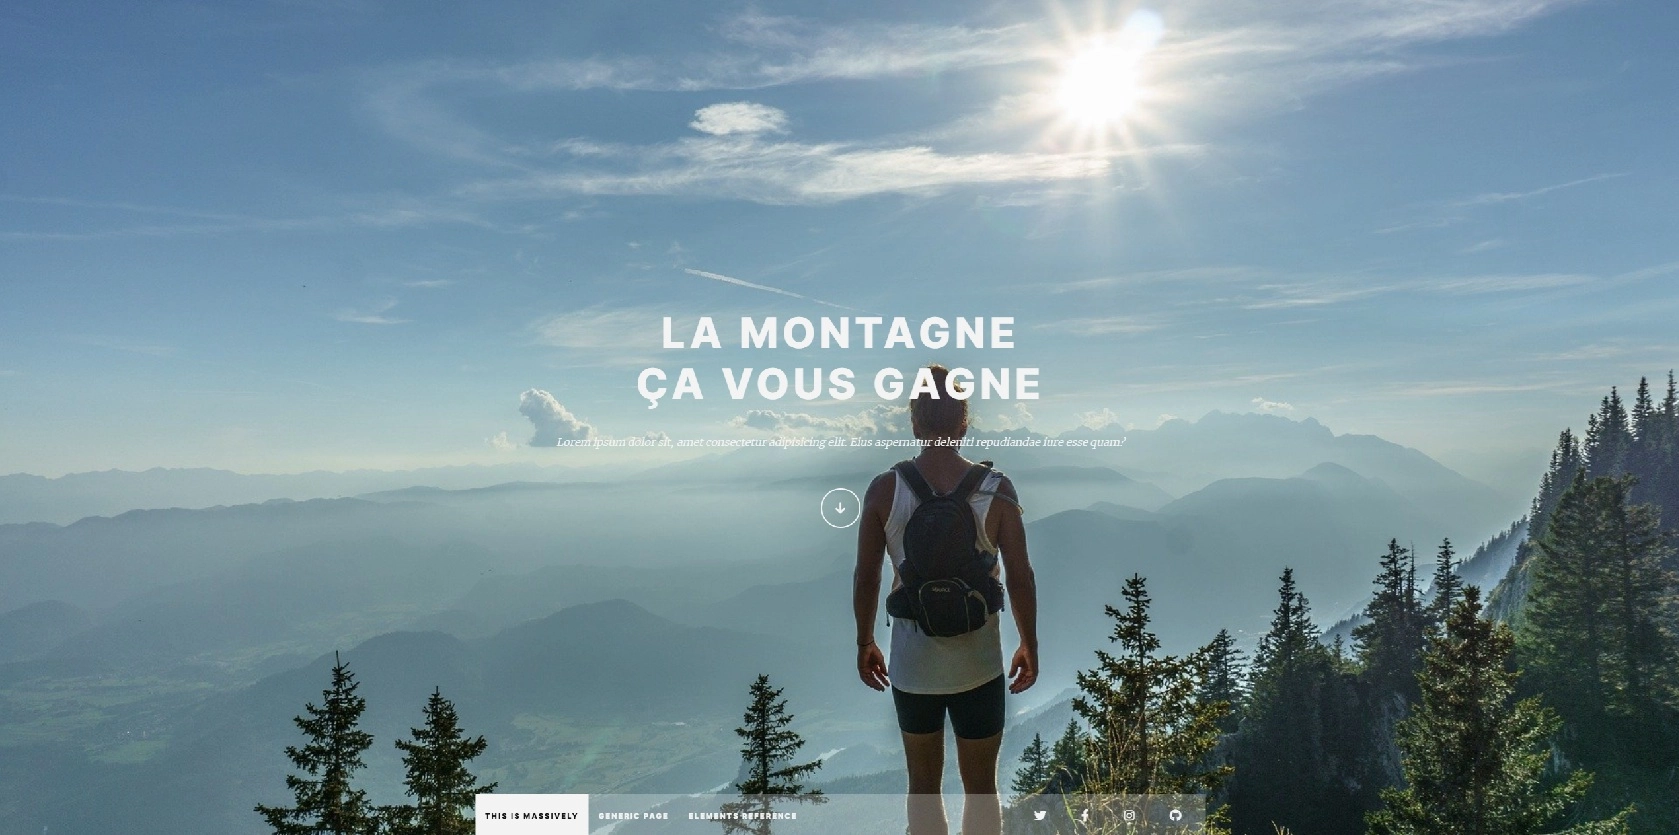 LA MONTAGNE
ÇA VOUS GAGNE
Lorem ipsum dolor sit, amet consectetur adipisicing elit. Eius aspernatur deleniti repudiandae iure esse quam?
THIS IS MASSIVELY GENERIC PAGE ELEMENTS REFERENCE